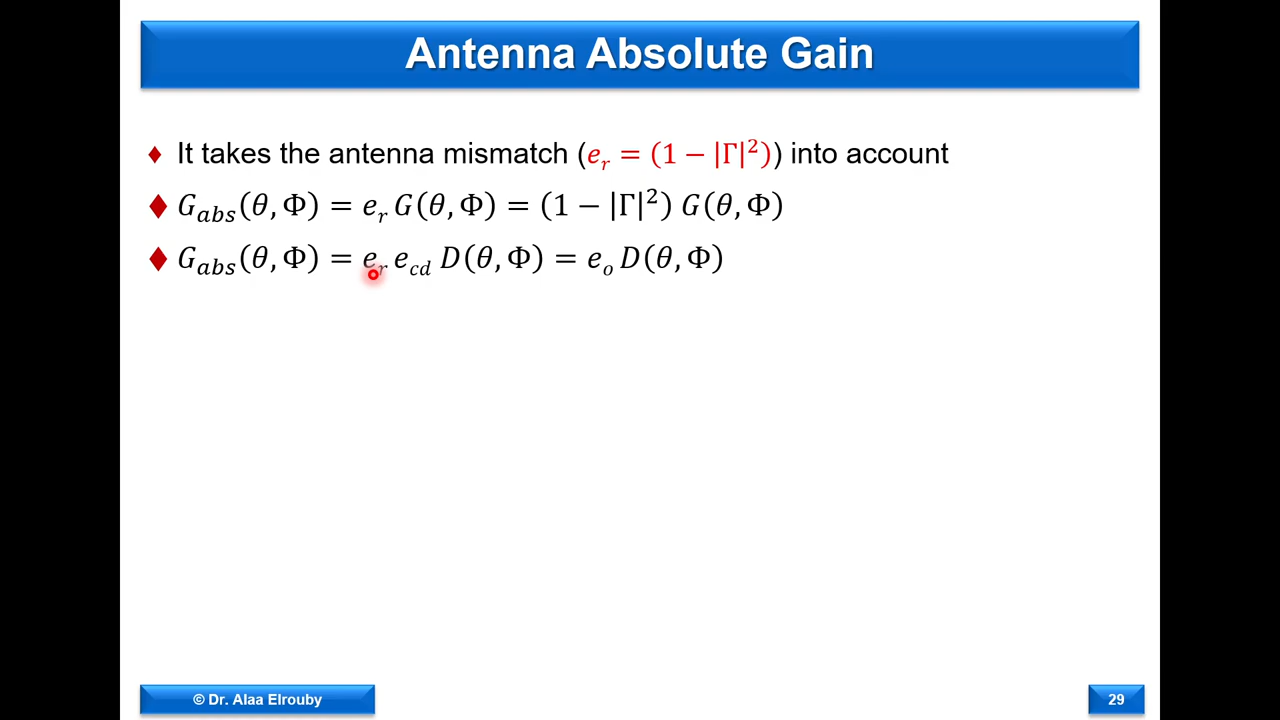 Antenna Absolute Gain
♦ It takes the antenna mismatch (e_r = (1 − |Γ|²)) into account
♦ G_abs(θ, Φ) = e_r G(θ, Φ) = (1 − |Γ|²) G(θ, Φ)
♦ G_abs(θ, Φ) = e_r e_cd D(θ, Φ) = e_o D(θ, Φ)
© Dr. Alaa Elrouby
29